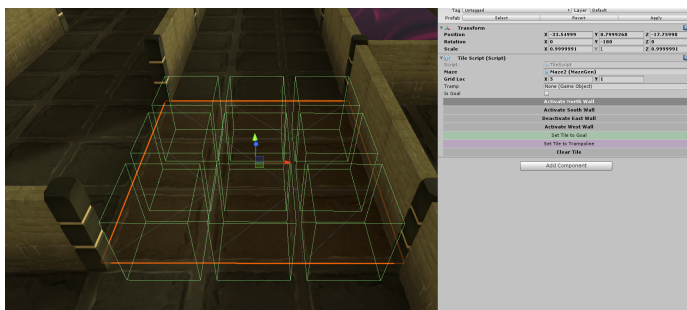 Tag Untagged Layer Default
Prefab Select Revert Apply
Transform
Position X -33.54999 Y 0.7999268 Z -17.75998
Rotation X 0 Y -180 Z 0
Scale X 0.9999991 Y 1 Z 0.9999991
Tile Script (Script)
Script TileScript
Maze Maze2 (MazeGen)
Grid Loc X 5 Y 1
Tramp None (Game Object)
Is Goal
Activate North Wall
Activate South Wall
Deactivate East Wall
Activate West Wall
Set Tile to Goal
Set Tile to Trampoline
Clear Tile
Add Component